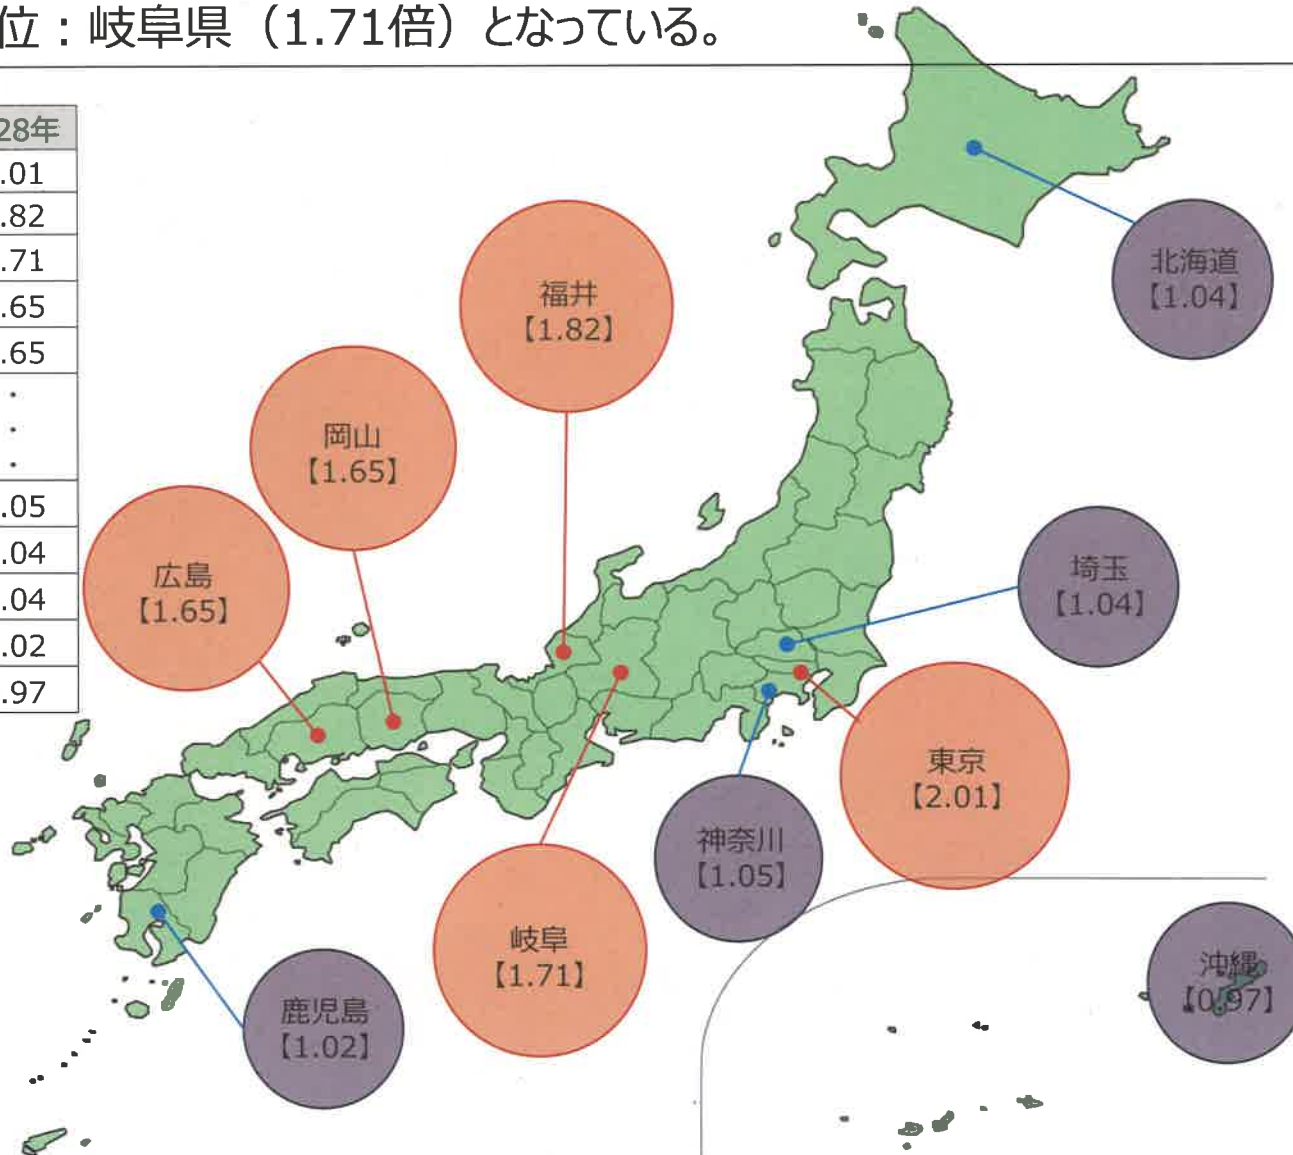 位：岐阜県（1.71倍）となっている。
28年
.01
.82
.71
.65
.65
・
・
・
.05
.04
.04
.02
.97
北海道
【1.04】
福井
【1.82】
岡山
【1.65】
広島
【1.65】
埼玉
【1.04】
東京
【2.01】
神奈川
【1.05】
岐阜
【1.71】
鹿児島
【1.02】
沖縄
【0.97】